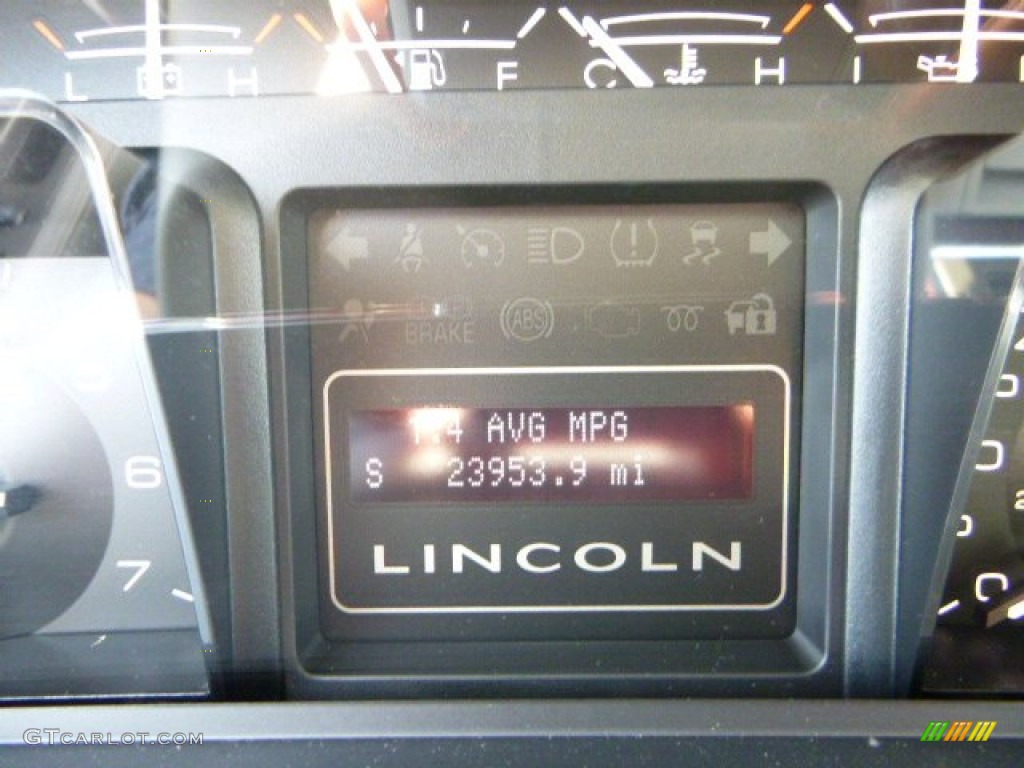 L H F C H I
BRAKE ABS
AVG MPG
S 23953.9 mi
LINCOLN
6
7
GTCARLOT.COM